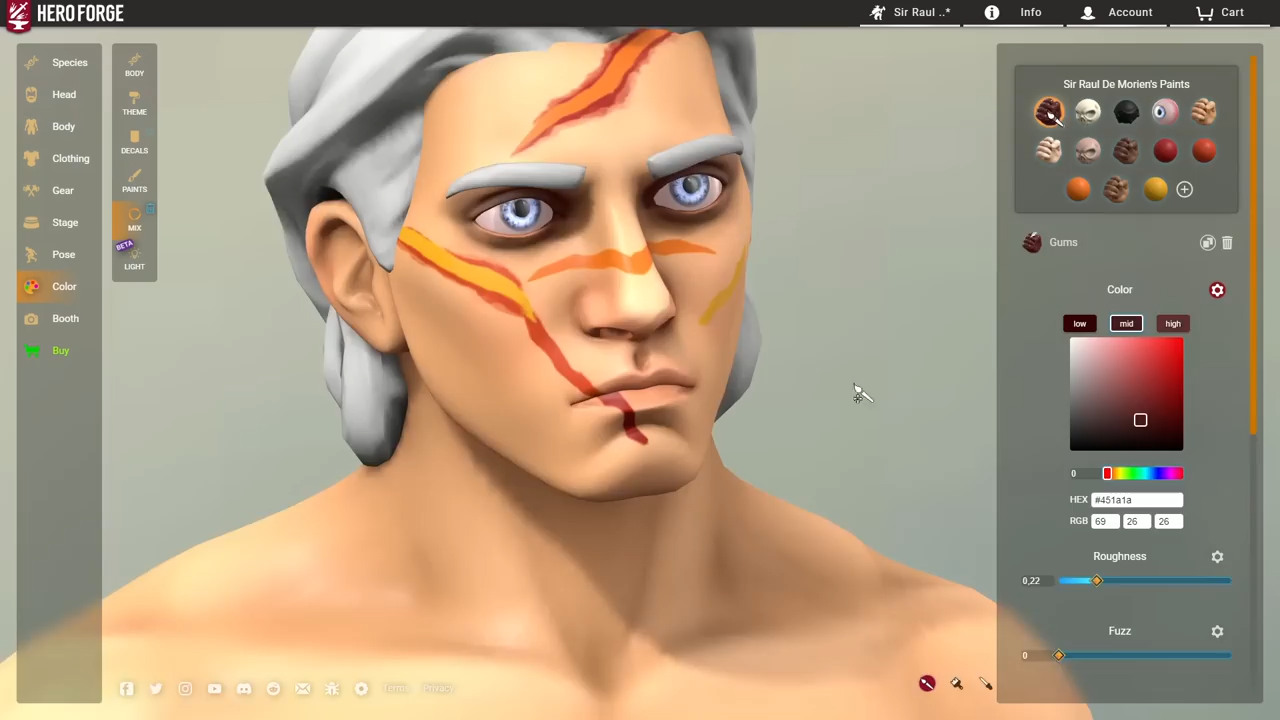 HERO FORGE
Sir Raul ..*
Info
Account
Cart
Species
Head
Body
Clothing
Gear
Stage
Pose
Color
Booth
Buy
BODY
THEME
DECALS
PAINTS
MIX
BETA
LIGHT
Sir Raul De Morien's Paints
Gums
Color
low mid high
0
HEX #451a1a
RGB 69 26 26
Roughness
0,22
Fuzz
0
Terms Privacy